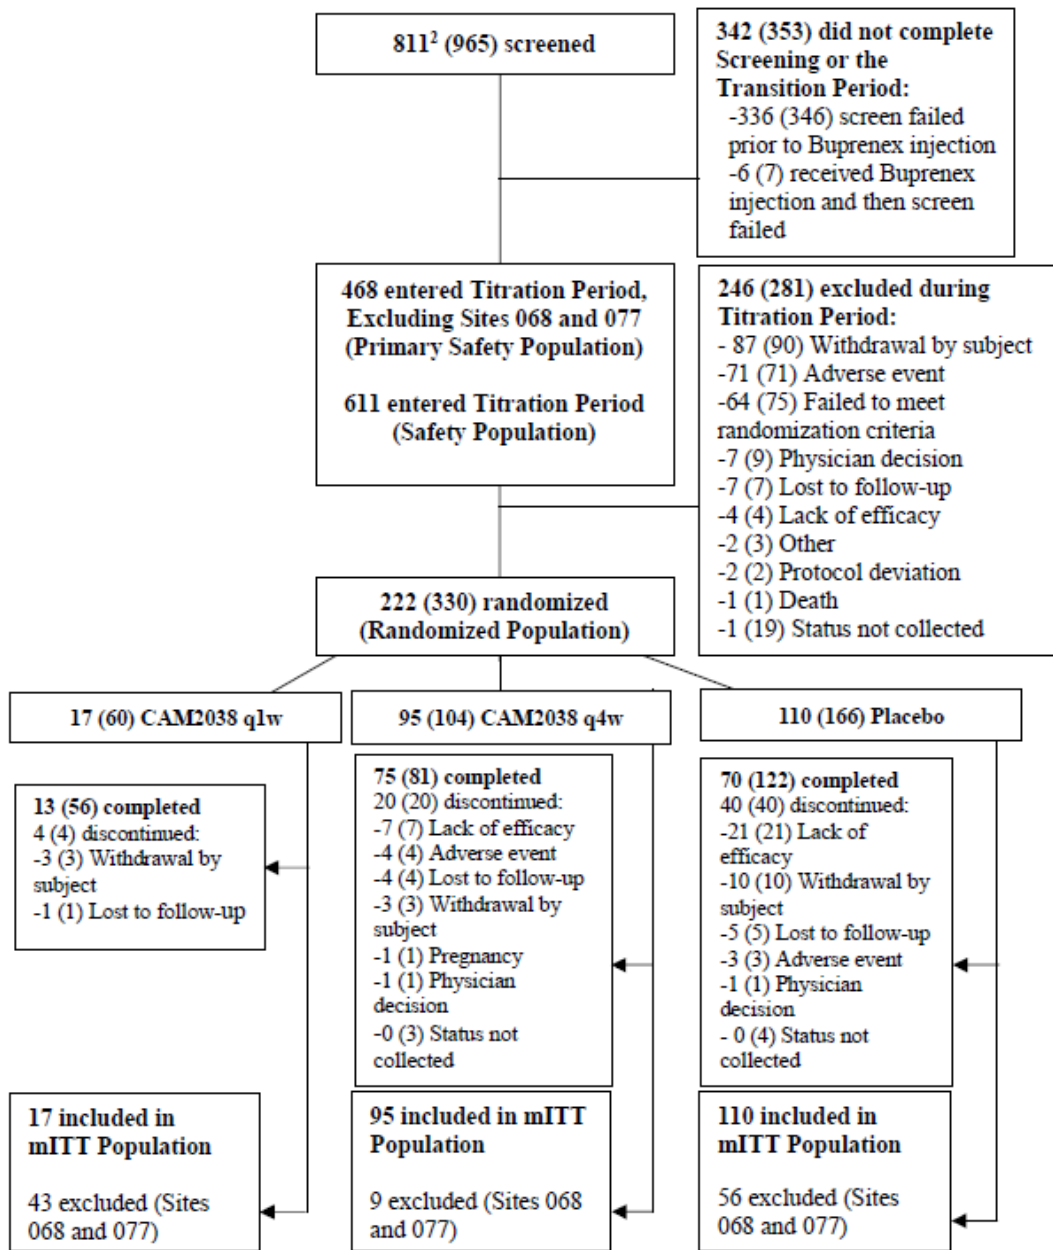 811² (965) screened
342 (353) did not complete
Screening or the
Transition Period:
-336 (346) screen failed
prior to Buprenex injection
-6 (7) received Buprenex
injection and then screen
failed
468 entered Titration Period,
Excluding Sites 068 and 077
(Primary Safety Population)
611 entered Titration Period
(Safety Population)
246 (281) excluded during
Titration Period:
- 87 (90) Withdrawal by subject
-71 (71) Adverse event
-64 (75) Failed to meet
randomization criteria
-7 (9) Physician decision
-7 (7) Lost to follow-up
-4 (4) Lack of efficacy
-2 (3) Other
-2 (2) Protocol deviation
-1 (1) Death
-1 (19) Status not collected
222 (330) randomized
(Randomized Population)
17 (60) CAM2038 q1w
95 (104) CAM2038 q4w
110 (166) Placebo
13 (56) completed
4 (4) discontinued:
-3 (3) Withdrawal by
subject
-1 (1) Lost to follow-up
75 (81) completed
20 (20) discontinued:
-7 (7) Lack of efficacy
-4 (4) Adverse event
-4 (4) Lost to follow-up
-3 (3) Withdrawal by
subject
-1 (1) Pregnancy
-1 (1) Physician
decision
-0 (3) Status not
collected
70 (122) completed
40 (40) discontinued:
-21 (21) Lack of
efficacy
-10 (10) Withdrawal by
subject
-5 (5) Lost to follow-up
-3 (3) Adverse event
-1 (1) Physician
decision
- 0 (4) Status not
collected
17 included in
mITT Population
43 excluded (Sites
068 and 077)
95 included in mITT
Population
9 excluded (Sites 068
and 077)
110 included in
mITT Population
56 excluded (Sites
068 and 077)